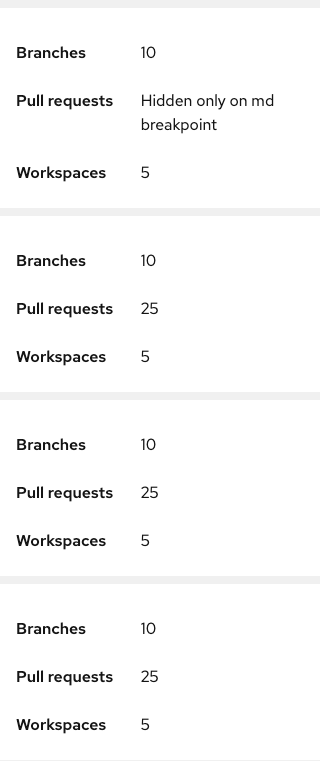 Branches 10
Pull requests Hidden only on md
breakpoint
Workspaces 5
Branches 10
Pull requests 25
Workspaces 5
Branches 10
Pull requests 25
Workspaces 5
Branches 10
Pull requests 25
Workspaces 5